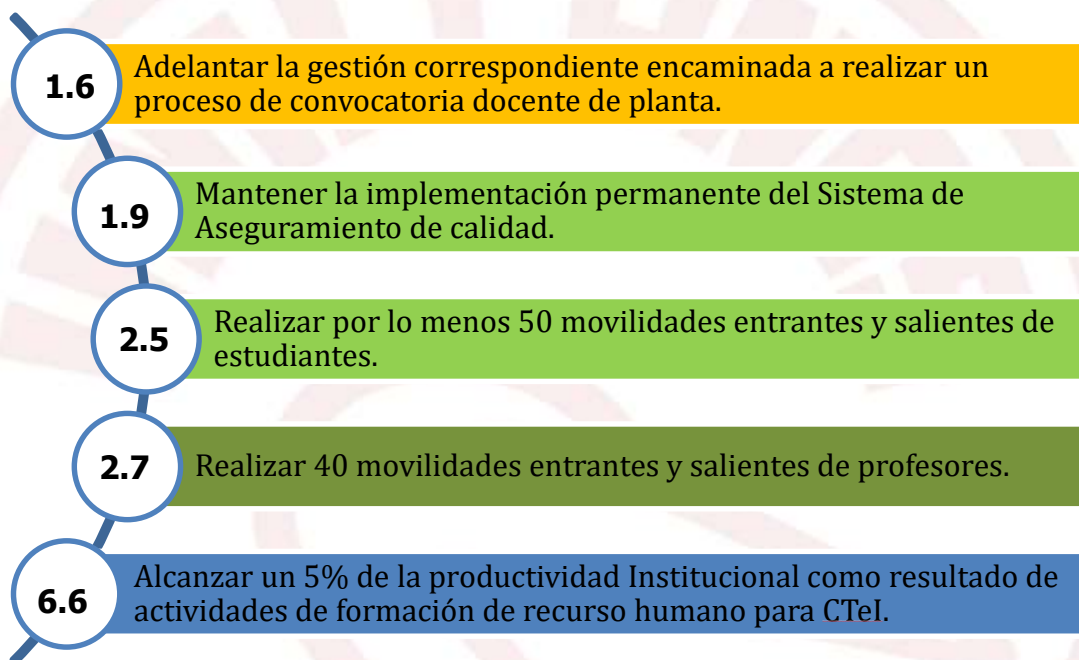 1.6
Adelantar la gestión correspondiente encaminada a realizar un
proceso de convocatoria docente de planta.
1.9
Mantener la implementación permanente del Sistema de
Aseguramiento de calidad.
2.5
Realizar por lo menos 50 movilidades entrantes y salientes de
estudiantes.
2.7
Realizar 40 movilidades entrantes y salientes de profesores.
6.6
Alcanzar un 5% de la productividad Institucional como resultado de
actividades de formación de recurso humano para CTeI.